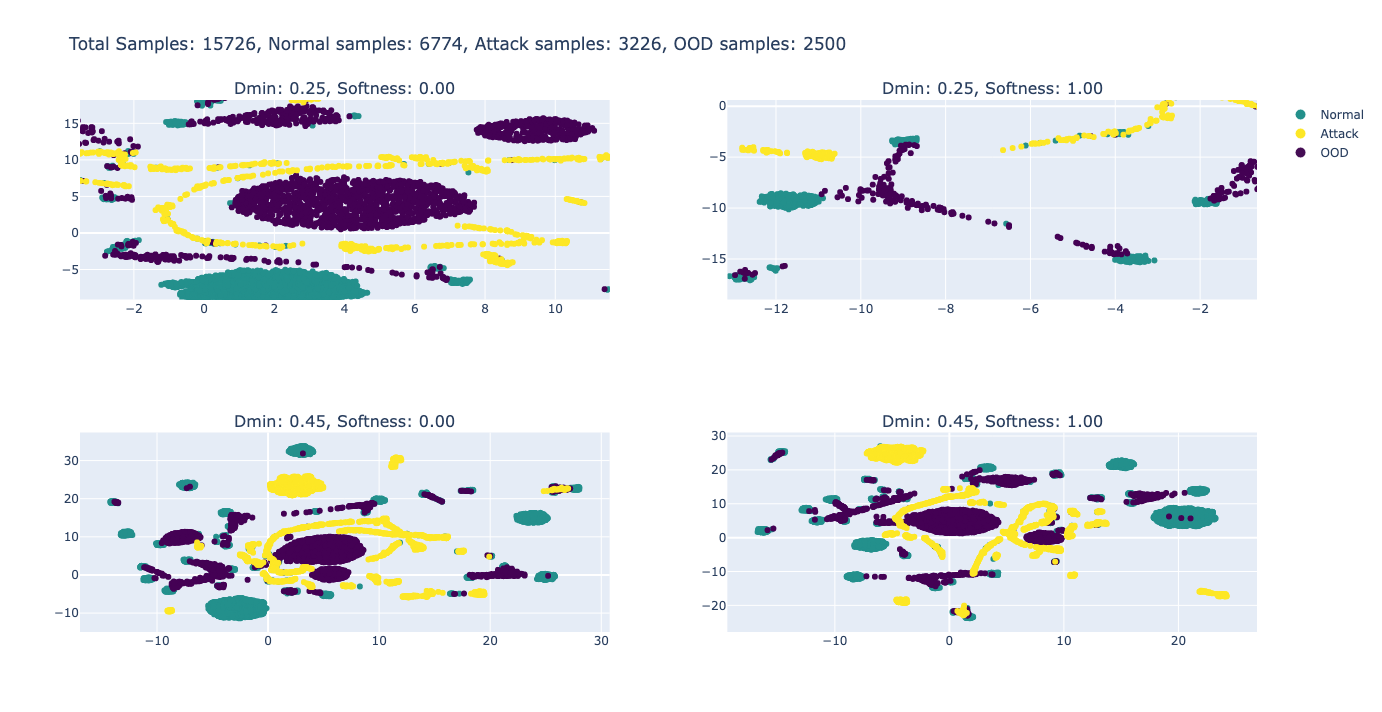 Total Samples: 15726, Normal samples: 6774, Attack samples: 3226, OOD samples: 2500
Dmin: 0.25, Softness: 0.00
15
10
5
0
−5
−2 0 2 4 6 8 10
Dmin: 0.25, Softness: 1.00
0
−5
−10
−15
−12 −10 −8 −6 −4 −2
Normal
Attack
OOD
Dmin: 0.45, Softness: 0.00
30
20
10
0
−10
−10 0 10 20 30
Dmin: 0.45, Softness: 1.00
30
20
10
0
−10
−20
−10 0 10 20